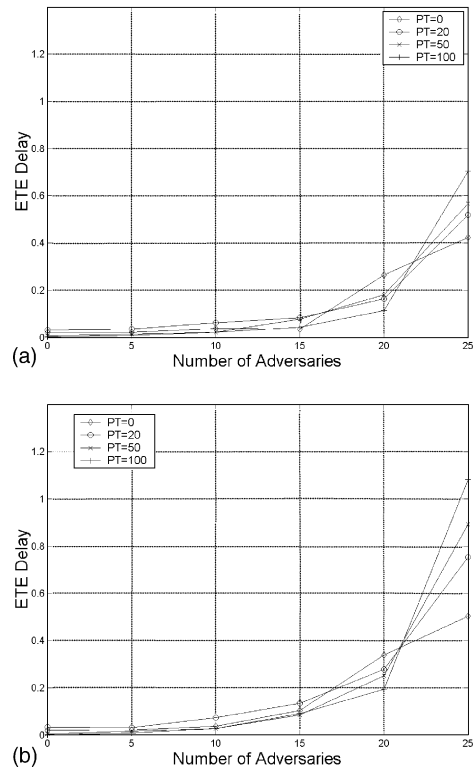 1.2
1
0.8
0.6
0.4
0.2
0
ETE Delay
PT=0
PT=20
PT=50
PT=100
0 5 10 15 20 25
Number of Adversaries
(a)
1.2
1
0.8
0.6
0.4
0.2
0
ETE Delay
PT=0
PT=20
PT=50
PT=100
0 5 10 15 20 25
Number of Adversaries
(b)